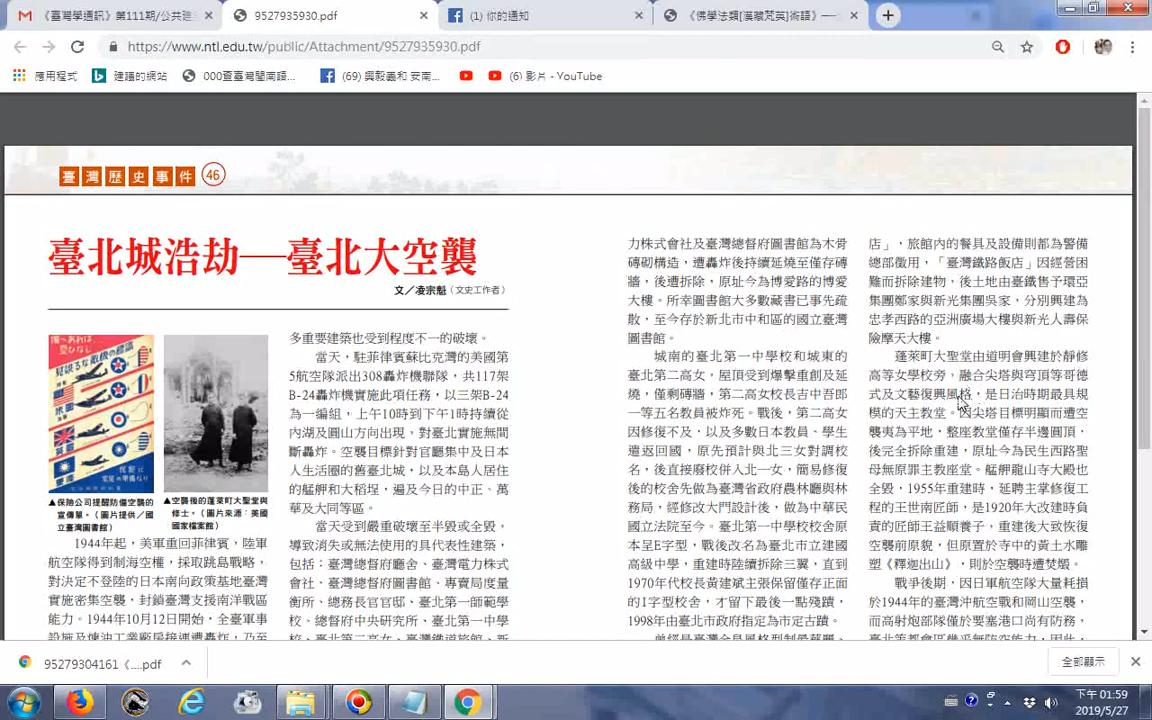 《臺灣學通訊》第111期/公共建
9527935930.pdf
(1) 你的通知
《佛學法類[漢藏梵英]術語》──
https://www.ntl.edu.tw/public/Attachment/9527935930.pdf
應用程式
建議的網站
000查臺灣閩南語...
(69) 與毅叢和 安南...
(6) 影片 - YouTube
臺灣歷史事件 46
臺北城浩劫──臺北大空襲
文／凌宗魁（文史工作者）
▲保險公司提醒防備空襲的
宣傳單。（圖片提供／國
立臺灣圖書館）
▲空襲後的蓬萊町大聖堂與
修士。（圖片來源：美國
國家檔案館）
1944年起，美軍重回菲律賓，陸軍
航空隊得到制海空權，採取跳島戰略，
對決定不登陸的日本南向政策基地臺灣
實施密集空襲，封鎖臺灣支援南洋戰區
能力。1944年10月12日開始，全臺軍事
設施及煉油工業廠房接連遭轟炸，乃至
多重要建築也受到程度不一的破壞。
當天，駐菲律賓蘇比克灣的美國第
5航空隊派出308轟炸機聯隊，共117架
B-24轟炸機實施此項任務，以三架B-24
為一編組，上午10時到下午1時持續從
內湖及圓山方向出現，對臺北實施無間
斷轟炸。空襲目標針對官廳集中及日本
人生活圈的舊臺北城，以及本島人居住
的艋舺和大稻埕，遍及今日的中正、萬
華及大同等區。
當天受到嚴重破壞至半毀或全毀，
導致消失或無法使用的具代表性建築，
包括：臺灣總督府廳舍、臺灣電力株式
會社、臺灣總督府圖書館、專賣局度量
衡所、總務長官官邸、臺北第一師範學
校、總督府中央研究所、臺北第一中學
校、臺北第二高女、臺灣鐵道旅館、新
力株式會社及臺灣總督府圖書館為木骨
磚砌構造，遭轟炸後持續延燒至僅存磚
牆，後遭拆除，原址今為博愛路的博愛
大樓。所幸圖書館大多數藏書已事先疏
散，至今存於新北市中和區的國立臺灣
圖書館。
城南的臺北第一中學校和城東的
臺北第二高女，屋頂受到爆擊重創及延
燒，僅剩磚牆，第二高女校長吉中吾郎
一等五名教員被炸死。戰後，第二高女
因修復不及，以及多數日本教員、學生
遣返回國，原先預計與北三女對調校
名，後直接廢校併入北一女，簡易修復
後的校舍先做為臺灣省政府農林廳與林
務局，經修改大門設計後，做為中華民
國立法院至今。臺北第一中學校校舍原
本呈E字型，戰後改名為臺北市立建國
高級中學，重建時陸續拆除三翼，直到
1970年代校長黃建斌主張保留僅存正面
的I字型校舍，才留下最後一點殘蹟，
1998年由臺北市政府指定為市定古蹟。
店」，旅館內的餐具及設備則都為警備
總部徵用，「臺灣鐵路飯店」因經營困
難而拆除建物，後土地由臺鐵售予環亞
集團鄭家與新光集團吳家，分別興建為
忠孝西路的亞洲廣場大樓與新光人壽保
險摩天大樓。
蓬萊町大聖堂由道明會興建於靜修
高等女學校旁，融合尖塔與穹頂等哥德
式及文藝復興風格，是日治時期最具規
模的天主教堂。因尖塔目標明顯而遭空
襲夷為平地，整座教堂僅存半邊圓頂，
後完全拆除重建，原址今為民生西路聖
母無原罪主教座堂。艋舺龍山寺大殿也
全毀，1955年重建時，延聘主掌修復工
程的王世南匠師，是1920年大改建時負
責的匠師王益順養子，重建後大致恢復
空襲前原貌，但原置於寺中的黃土水雕
塑《釋迦出山》，則於空襲時遭焚燬。
戰爭後期，因日軍航空隊大量耗損
於1944年的臺灣沖航空戰和岡山空襲，
而高射炮部隊僅於要塞港口尚有防務，
95279304161《....pdf
全部顯示
下午 01:59
2019/5/27